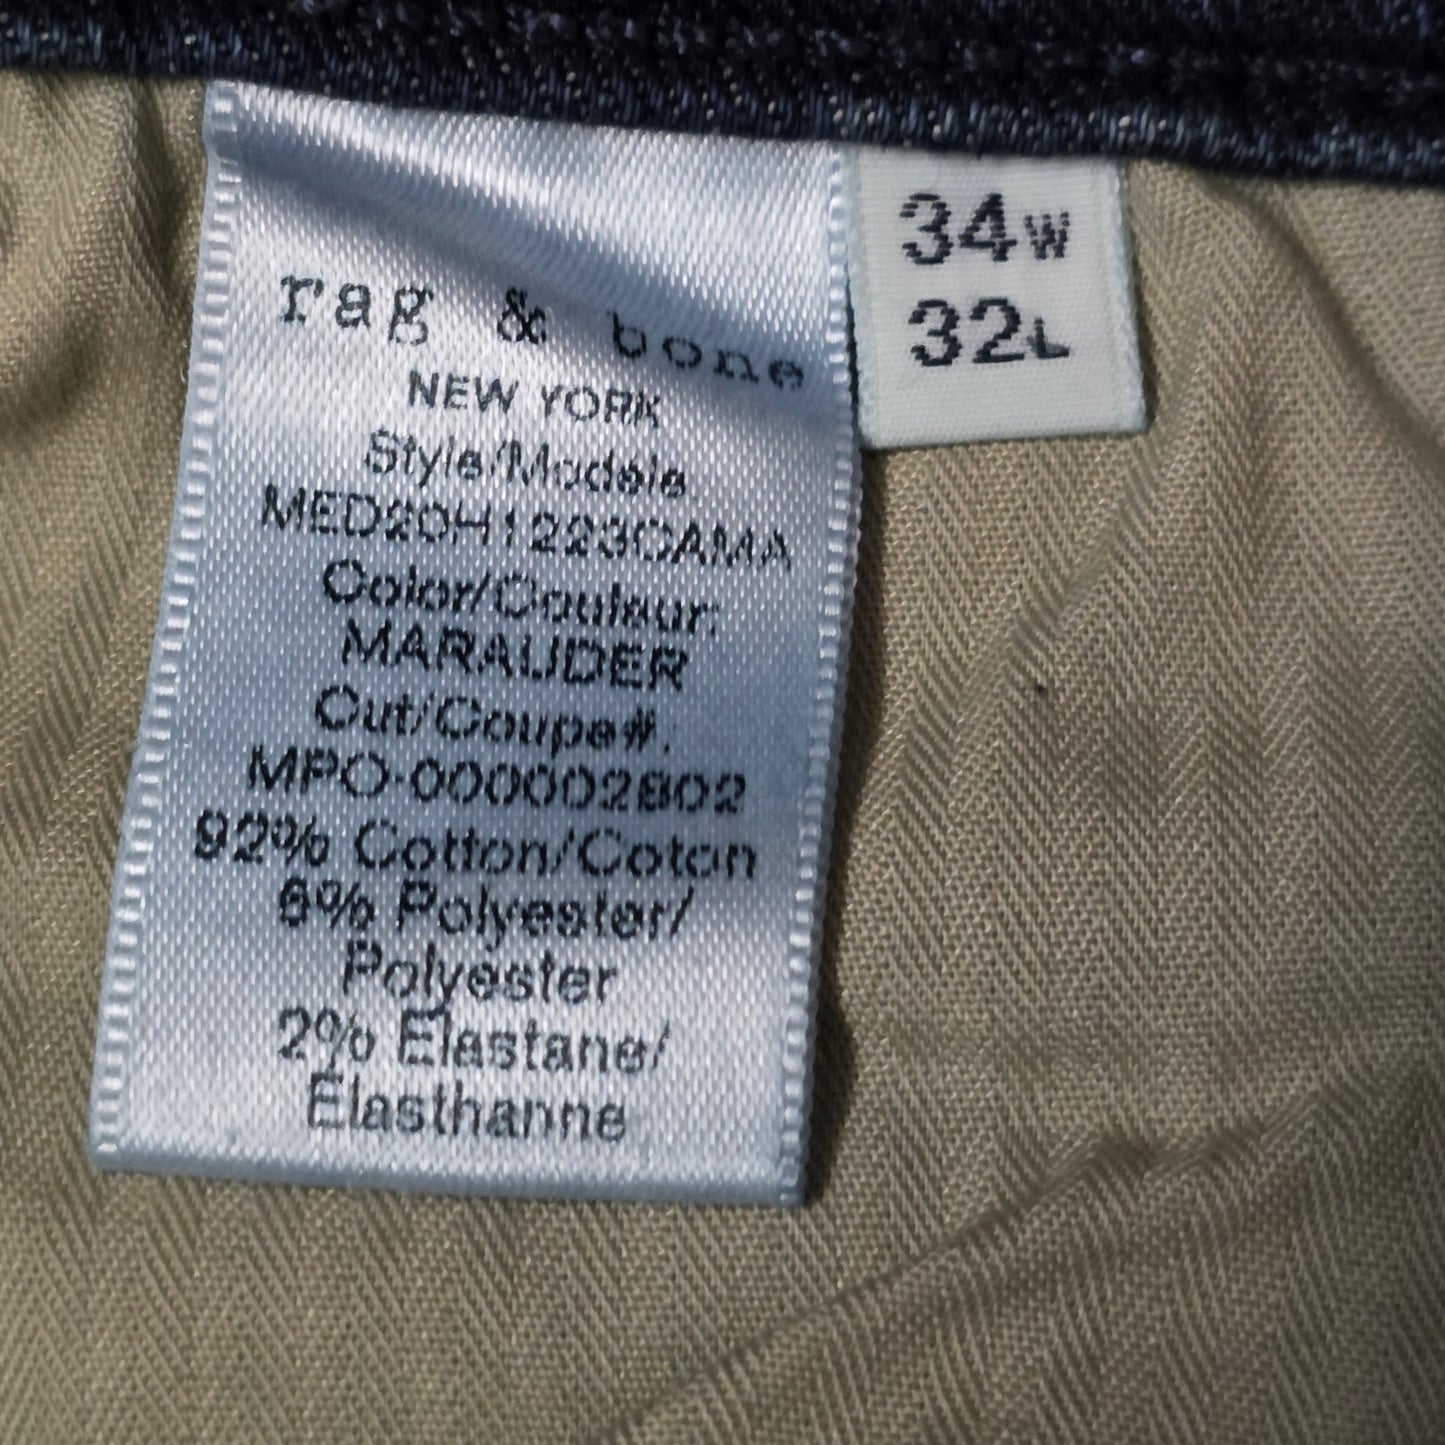 rag & bone
NEW YORK
Style/Modele
MED20H1223CAMA
Color/Couleur:
MARAUDER
Cut/Coupe#:
MPO-000002802
92% Cotton/Coton
6% Polyester/
Polyester
2% Elastane/
Elasthanne
34W
32L